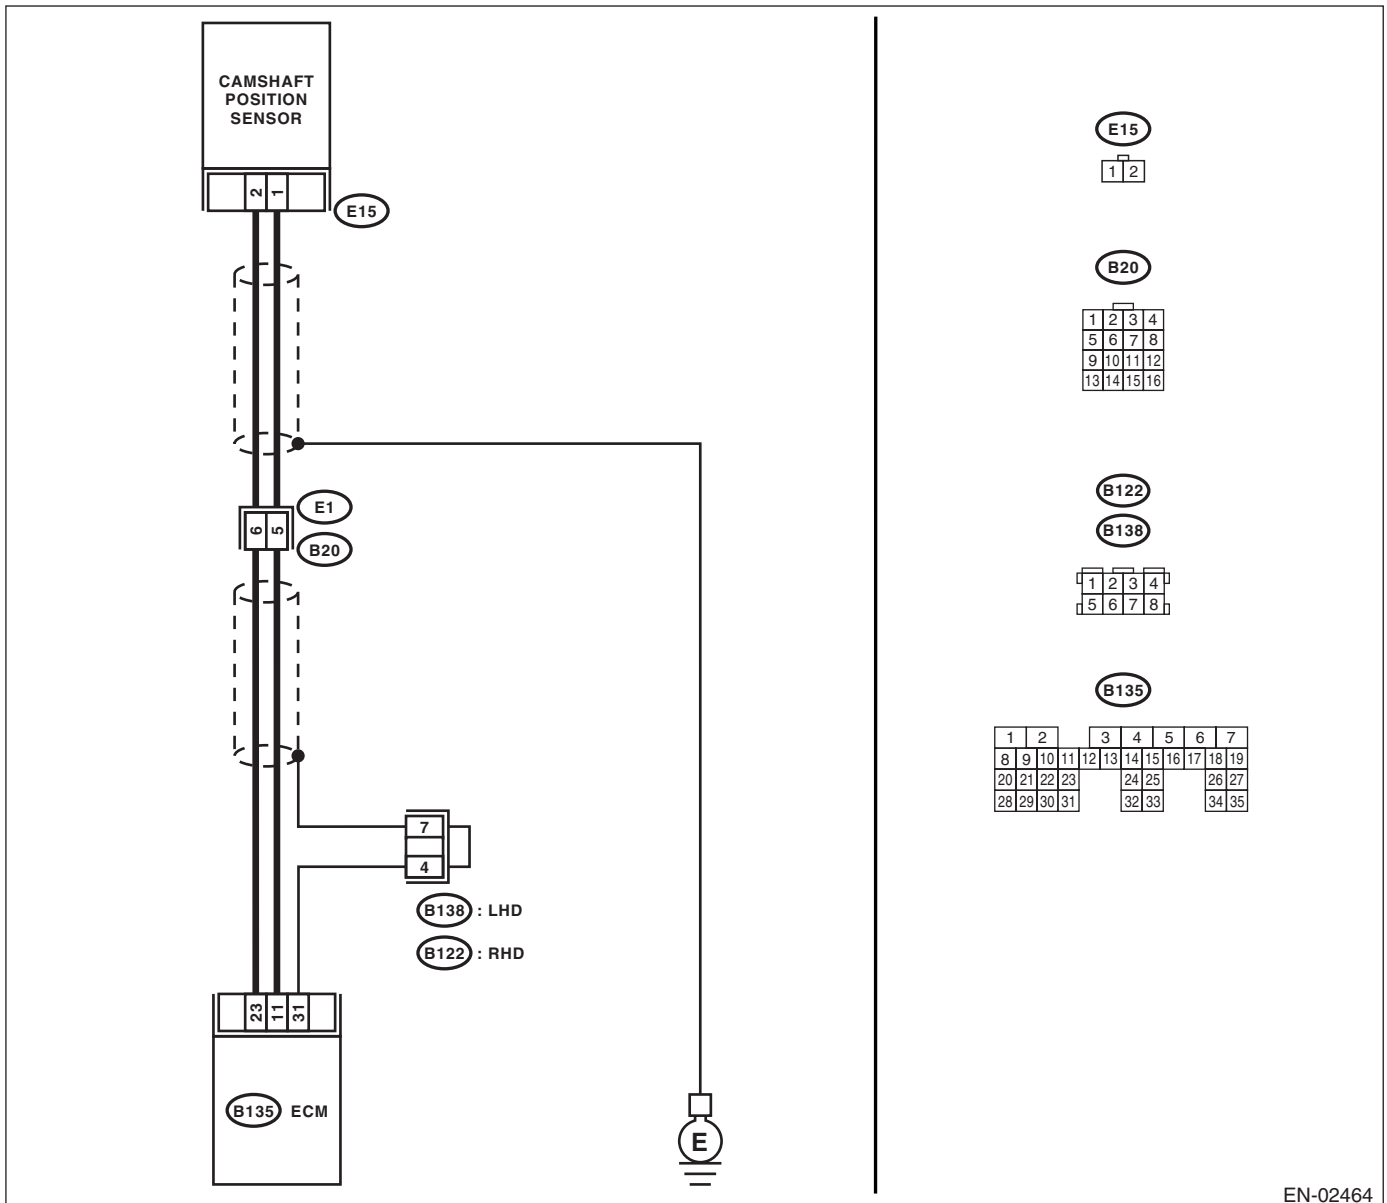 CAMSHAFT
POSITION
SENSOR
2 1
E15
E1
6 5
B20
7
4
B138 : LHD
B122 : RHD
23 11 31
B135 ECM
E
E15
1 2
B20
1 2 3 4
5 6 7 8
9 10 11 12
13 14 15 16
B122
B138
1 2 3 4
5 6 7 8
B135
1 2 3 4 5 6 7
8 9 10 11 12 13 14 15 16 17 18 19
20 21 22 23 24 25 26 27
28 29 30 31 32 33 34 35
EN-02464